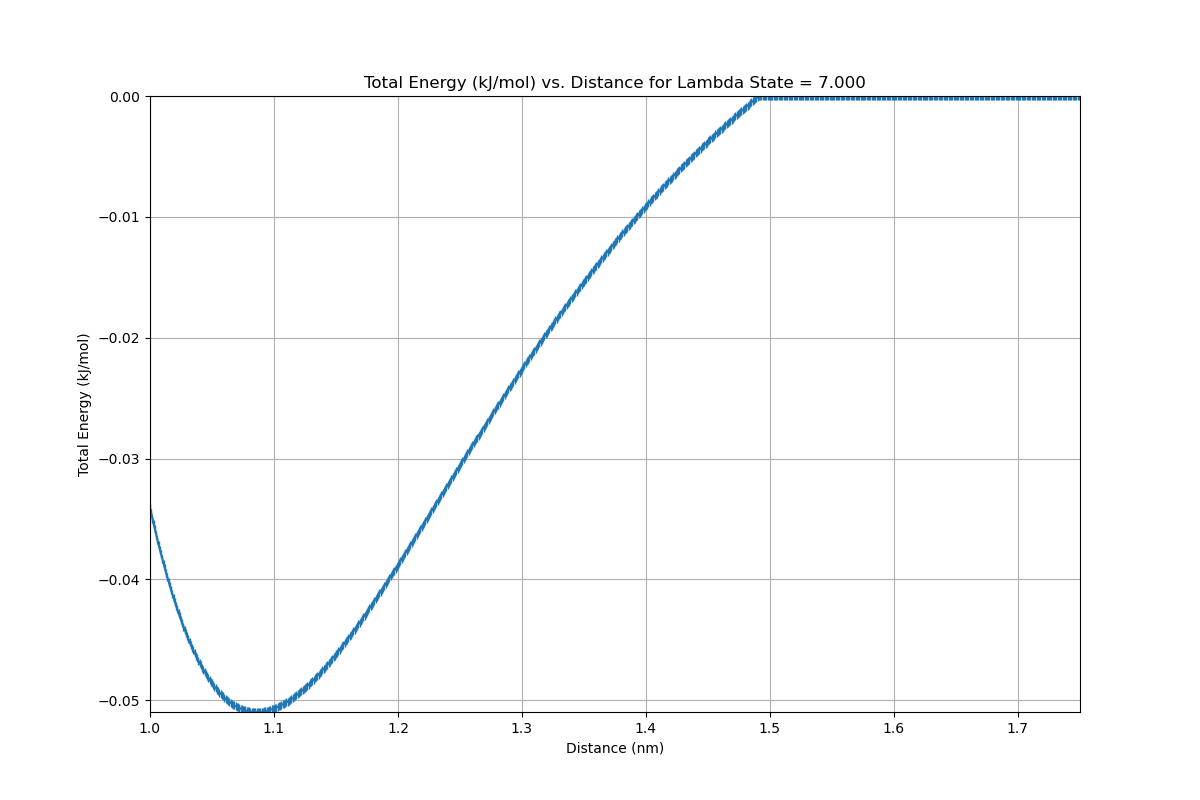 Total Energy (kJ/mol) vs. Distance for Lambda State = 7.000
0.00
−0.01
−0.02
−0.03
−0.04
−0.05
Total Energy (kJ/mol)
1.0 1.1 1.2 1.3 1.4 1.5 1.6 1.7
Distance (nm)